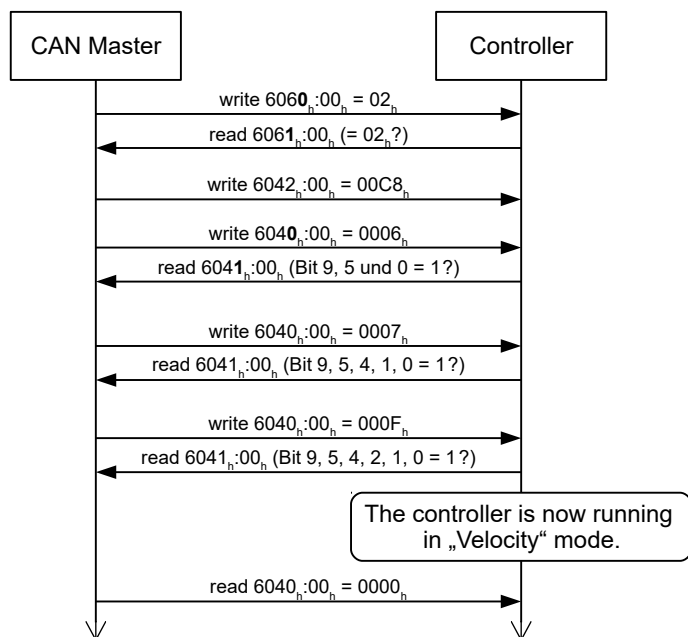 CAN Master
Controller
write 6060h:00h = 02h
read 6061h:00h (= 02h?)
write 6042h:00h = 00C8h
write 6040h:00h = 0006h
read 6041h:00h (Bit 9, 5 und 0 = 1?)
write 6040h:00h = 0007h
read 6041h:00h (Bit 9, 5, 4, 1, 0 = 1?)
write 6040h:00h = 000Fh
read 6041h:00h (Bit 9, 5, 4, 2, 1, 0 = 1?)
The controller is now running
in „Velocity“ mode.
read 6040h:00h = 0000h